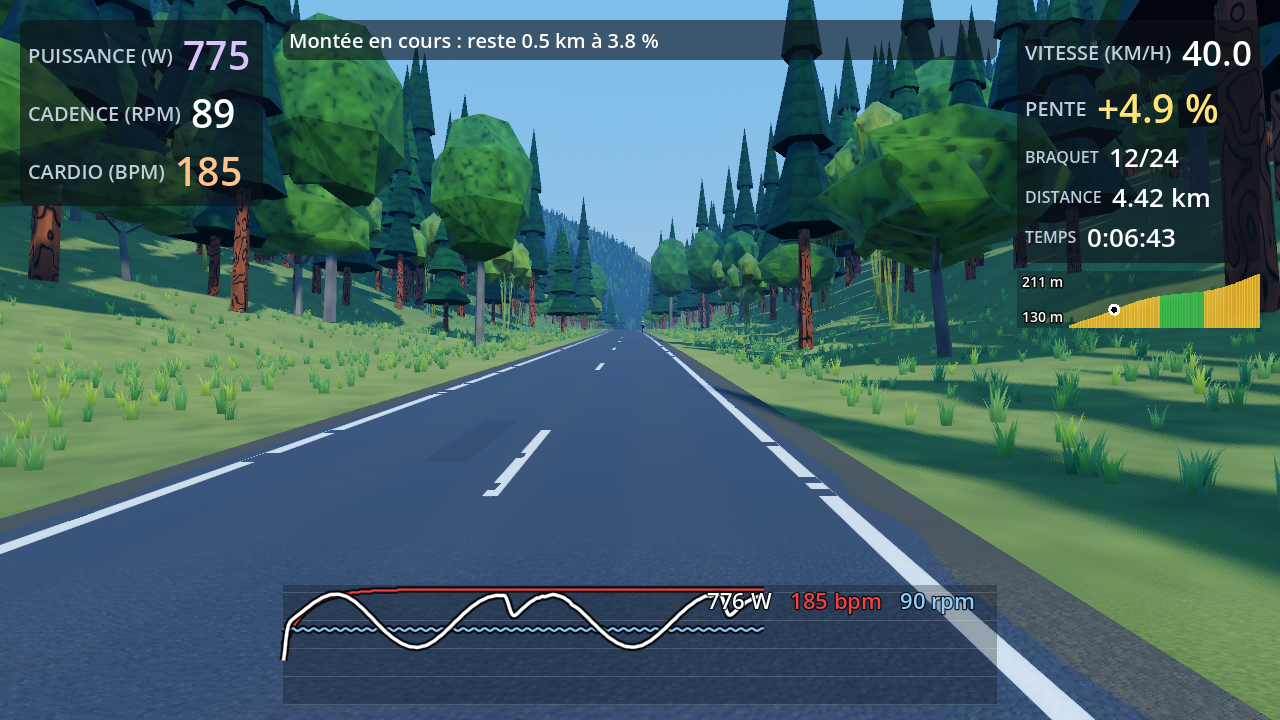 PUISSANCE (W) 775
CADENCE (RPM) 89
CARDIO (BPM) 185
Montée en cours : reste 0.5 km à 3.8 %
VITESSE (KM/H) 40.0
PENTE +4.9 %
BRAQUET 12/24
DISTANCE 4.42 km
TEMPS 0:06:43
211 m
130 m
776 W 185 bpm 90 rpm